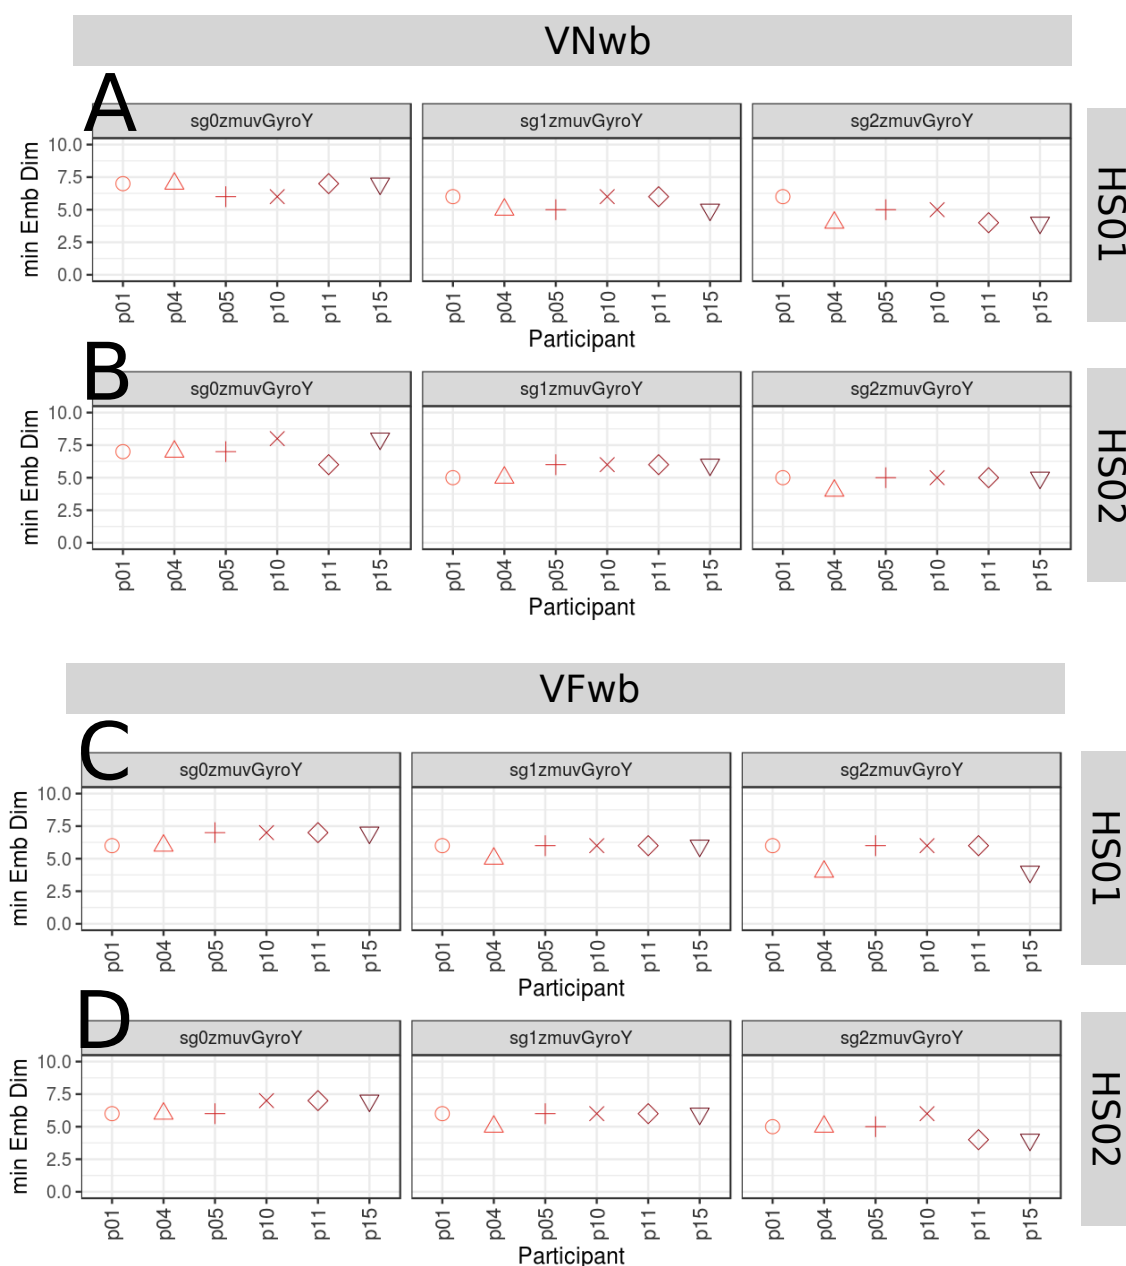 VNwb
A
sg0zmuvGyroY sg1zmuvGyroY sg2zmuvGyroY
min Emb Dim
10.0
7.5
5.0
2.5
0.0
p01 p04 p05 p10 p11 p15 p01 p04 p05 p10 p11 p15 p01 p04 p05 p10 p11 p15
Participant
HS01
B
sg0zmuvGyroY sg1zmuvGyroY sg2zmuvGyroY
min Emb Dim
10.0
7.5
5.0
2.5
0.0
p01 p04 p05 p10 p11 p15 p01 p04 p05 p10 p11 p15 p01 p04 p05 p10 p11 p15
Participant
HS02
VFwb
C
sg0zmuvGyroY sg1zmuvGyroY sg2zmuvGyroY
min Emb Dim
10.0
7.5
5.0
2.5
0.0
p01 p04 p05 p10 p11 p15 p01 p04 p05 p10 p11 p15 p01 p04 p05 p10 p11 p15
Participant
HS01
D
sg0zmuvGyroY sg1zmuvGyroY sg2zmuvGyroY
min Emb Dim
10.0
7.5
5.0
2.5
0.0
p01 p04 p05 p10 p11 p15 p01 p04 p05 p10 p11 p15 p01 p04 p05 p10 p11 p15
Participant
HS02